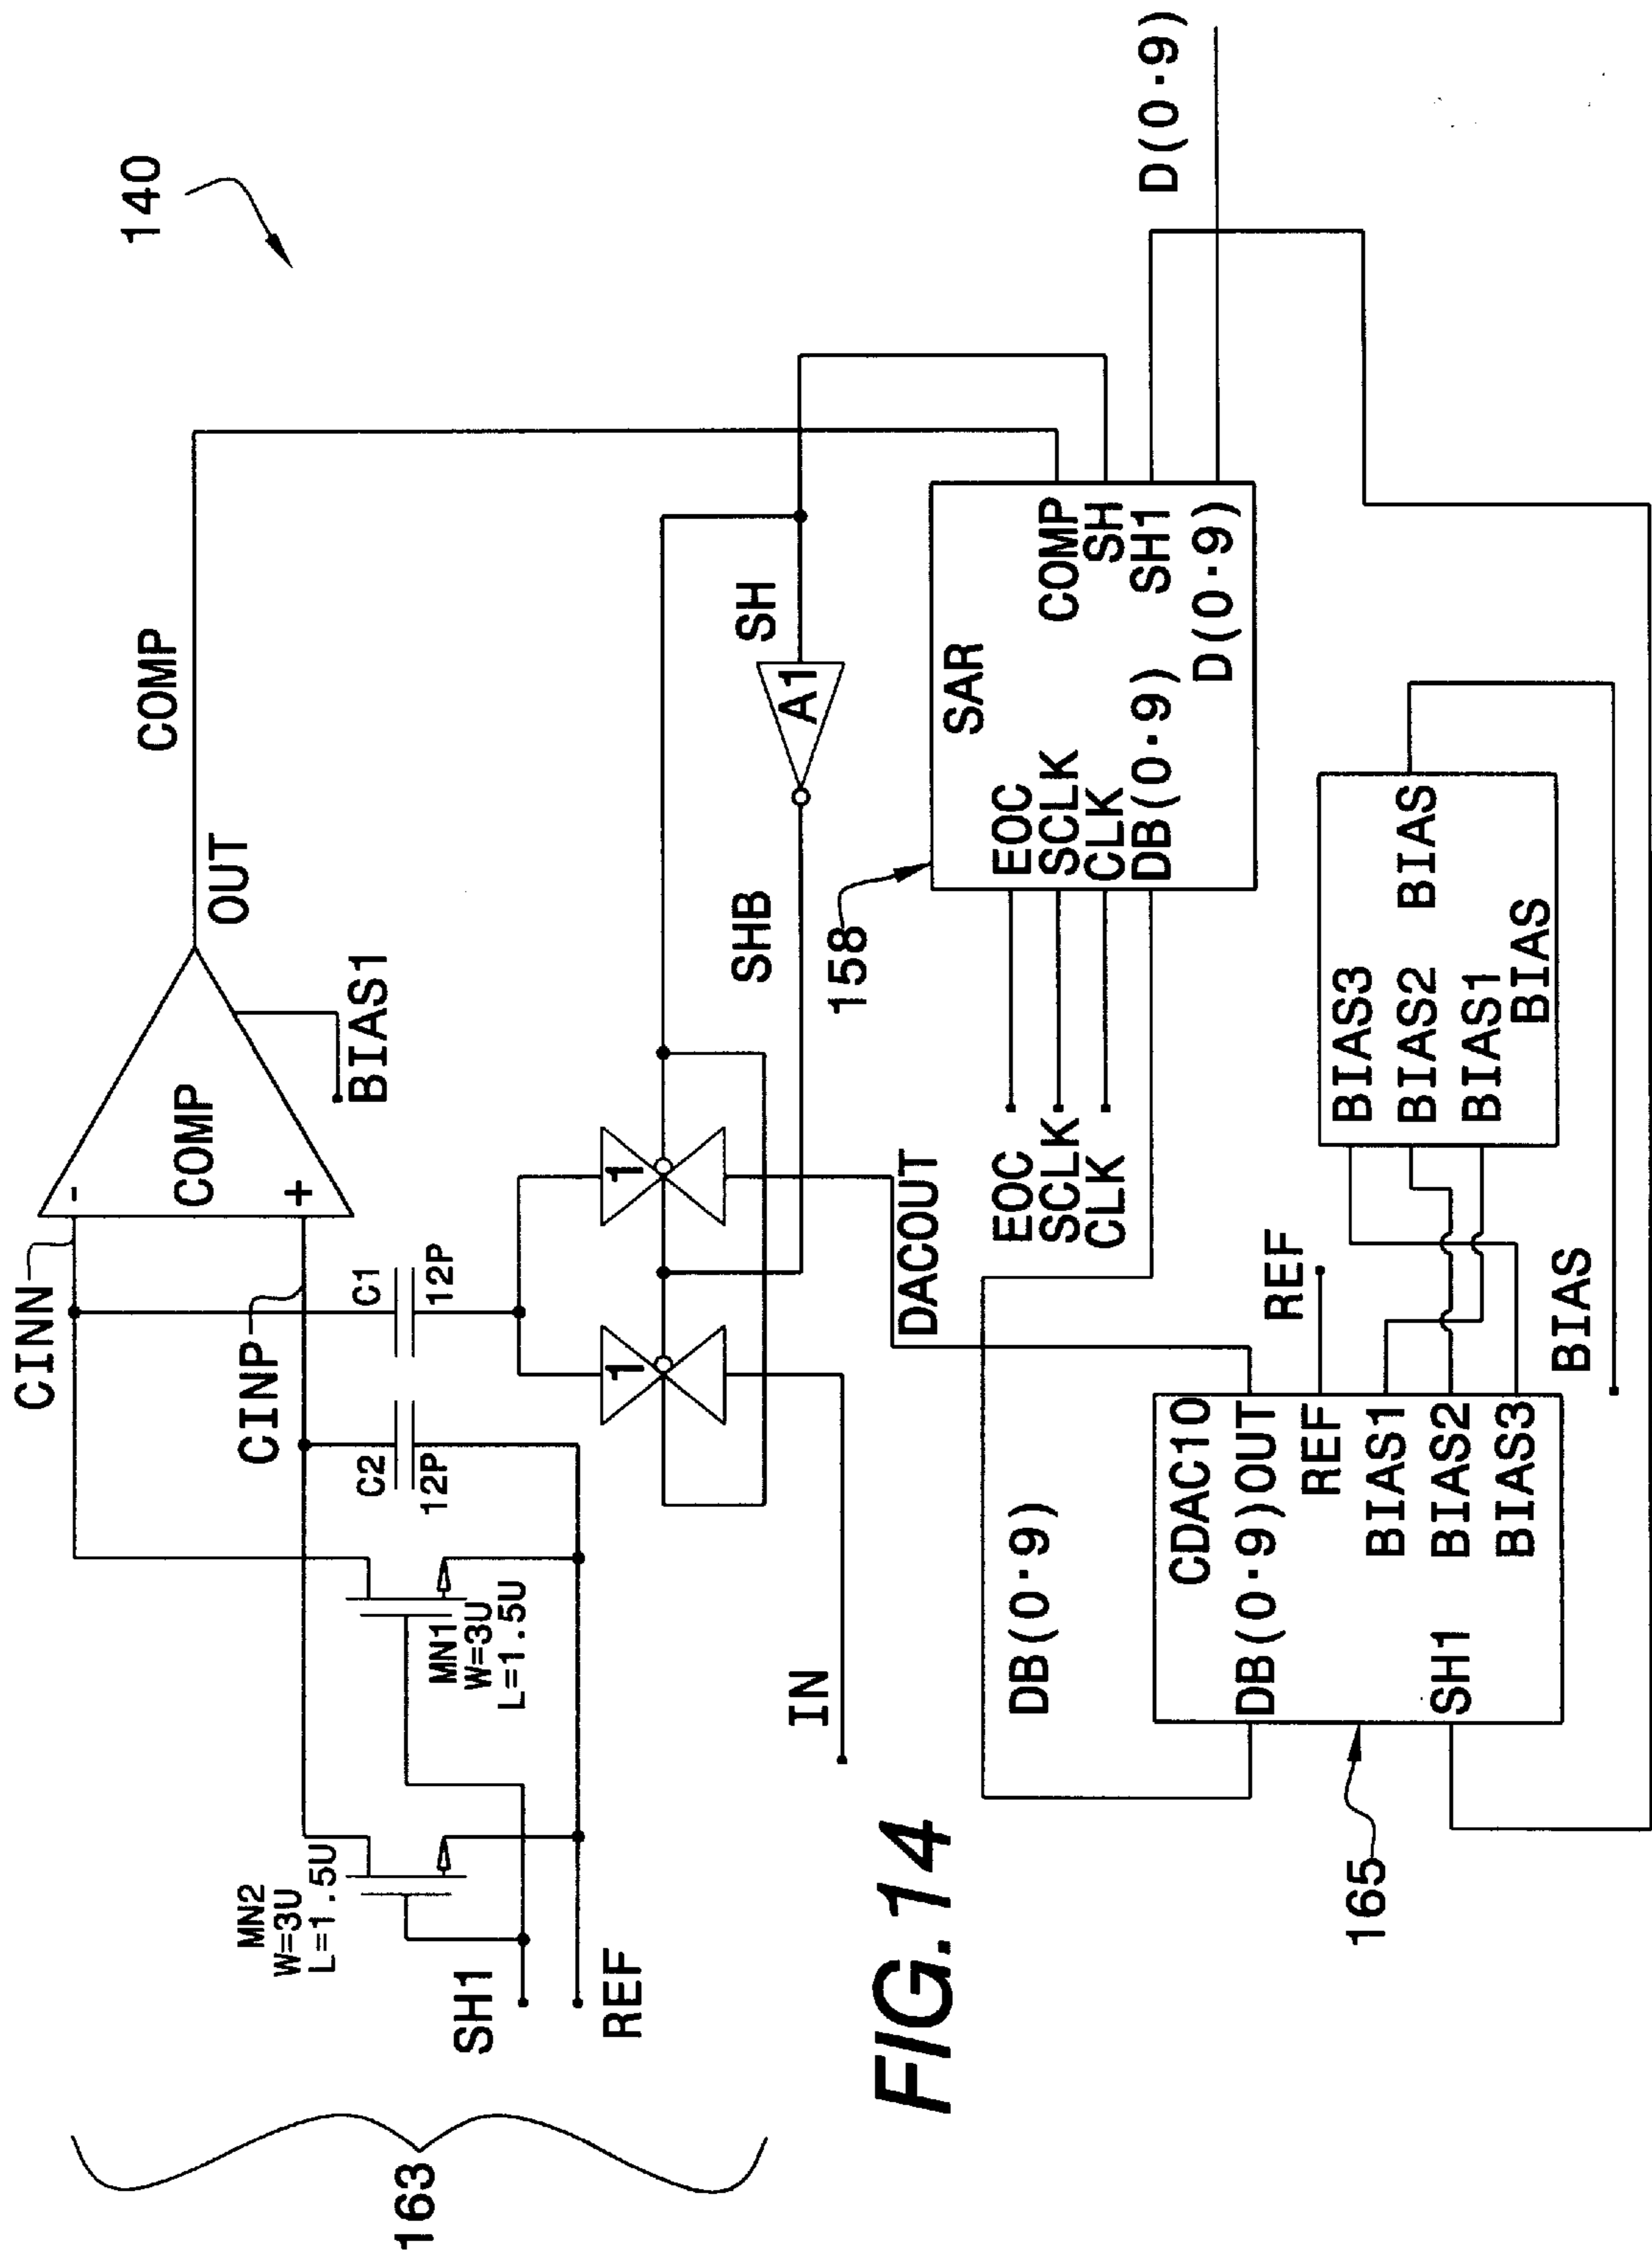 140
CINN
CINP
-
COMP
+
OUT
COMP
BIAS1
MN2
W=3U
L=1.5U
MN1
W=3U
L=1.5U
C2
12P
C1
12P
SH1
REF
163
1
1
SHB
A1
SH
IN
DACOUT
158
SAR
EOC
SCLK
CLK
DB(0·9)
COMP
SH
SH1
D(0·9)
D(0·9)
EOC
SCLK
CLK
DB(0·9)
CDAC10
DB(0·9)OUT
REF
BIAS1
SH1
BIAS2
BIAS3
REF
165
BIAS3
BIAS2
BIAS
BIAS1
BIAS
BIAS
FIG. 14